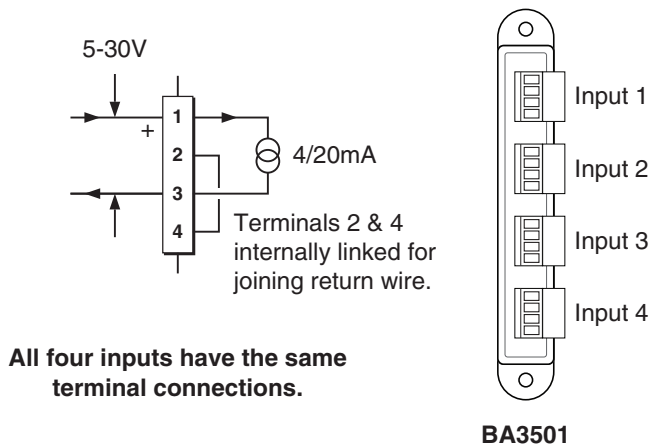 5-30V
+
1
2
3
4
4/20mA
Terminals 2 & 4
internally linked for
joining return wire.
All four inputs have the same
terminal connections.
Input 1
Input 2
Input 3
Input 4
BA3501